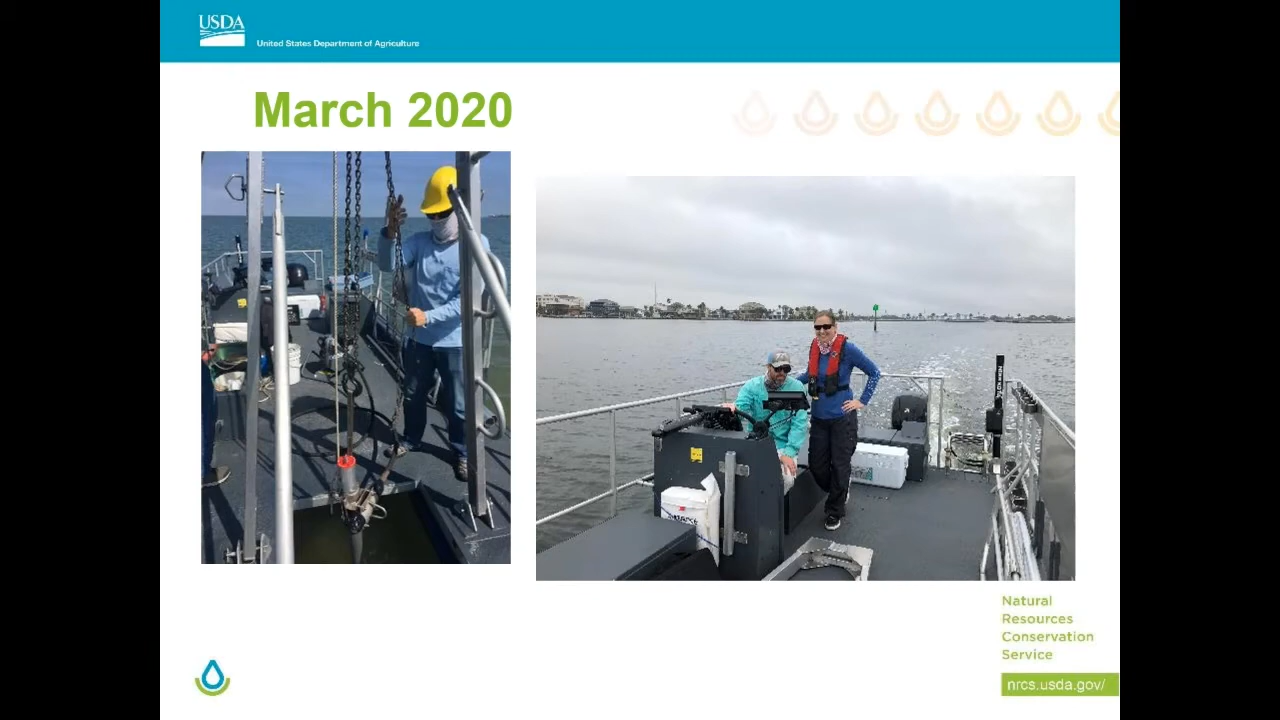 USDA
United States Department of Agriculture
March 2020
Natural
Resources
Conservation
Service
nrcs.usda.gov/